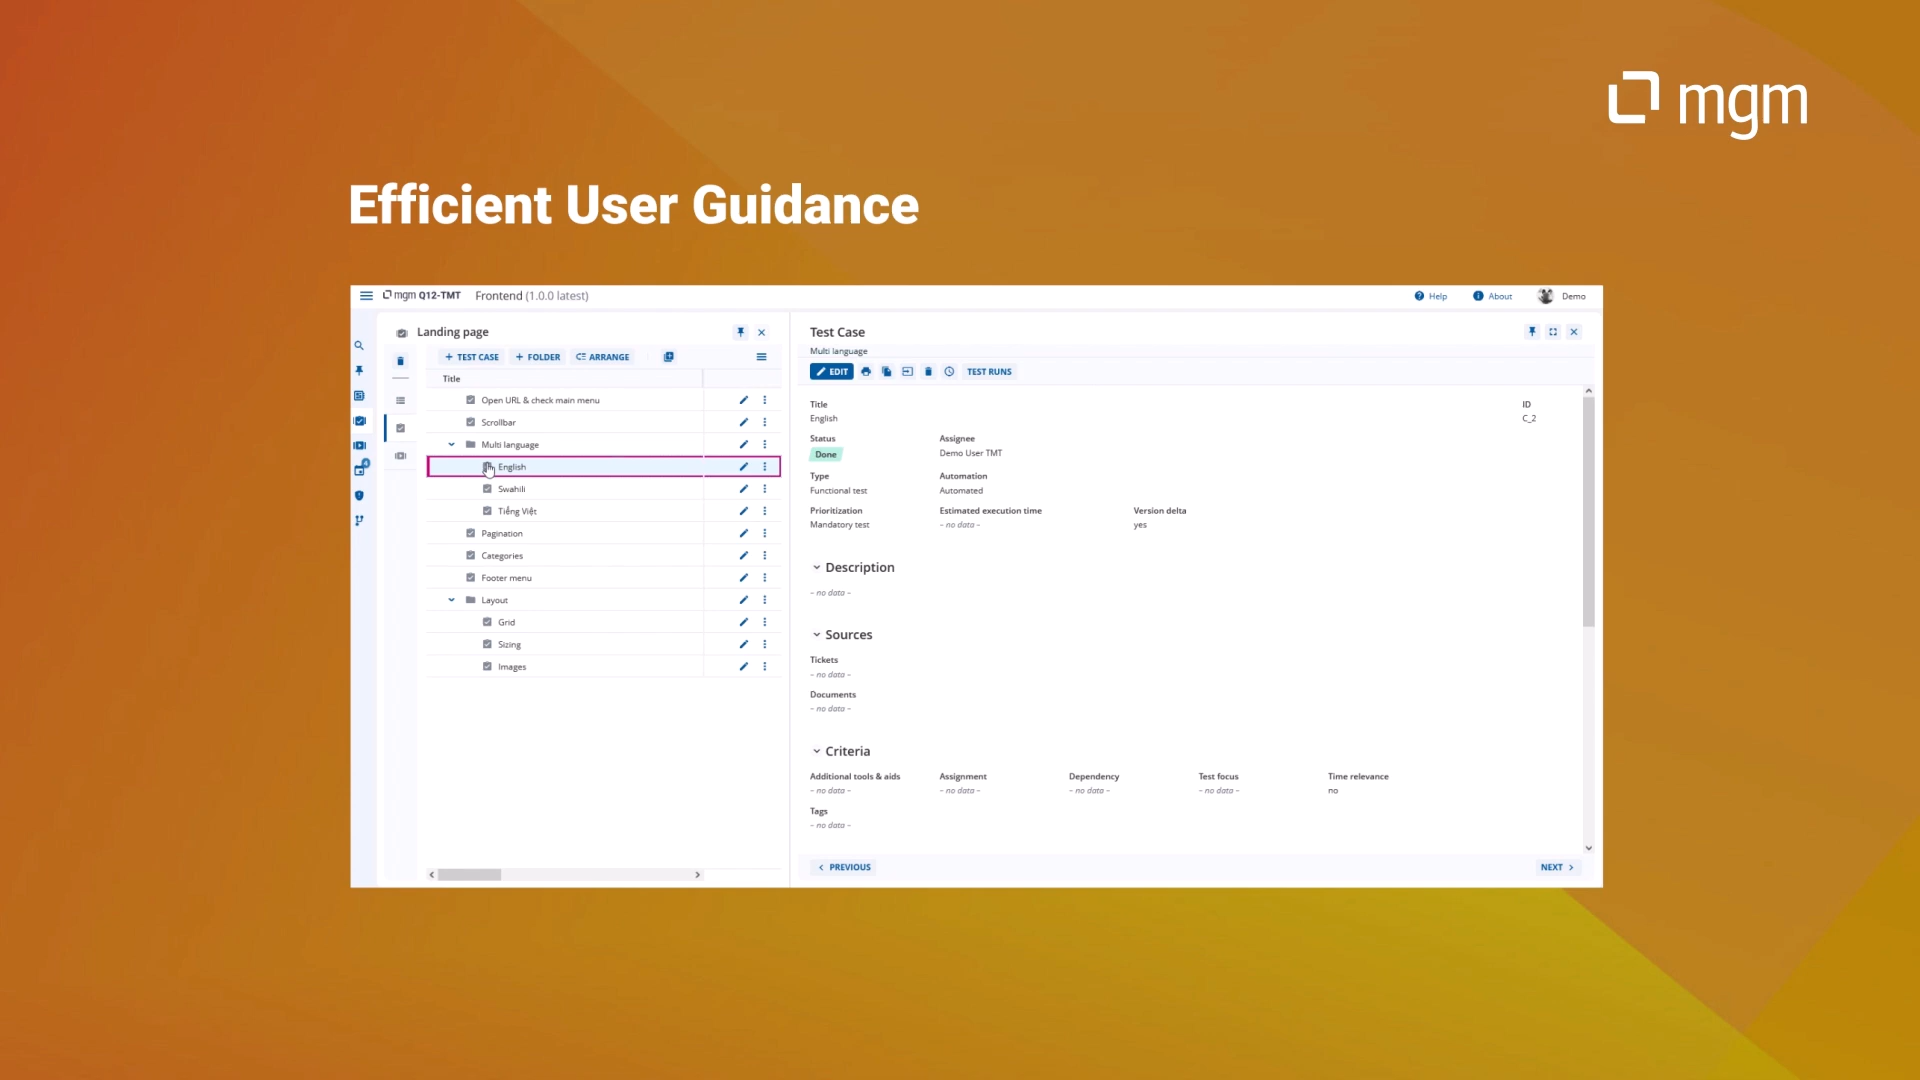 mgm
Efficient User Guidance
mgm Q12-TMT Frontend (1.0.0 latest)
Help About Demo
Landing page
+ TEST CASE + FOLDER ARRANGE
Title
Open URL & check main menu
Scrollbar
Multi language
English
Swahili
Tiếng Việt
Pagination
Categories
Footer menu
Layout
Grid
Sizing
Images
Test Case
Multi language
EDIT TEST RUNS
Title ID
English C_2
Status Assignee
Done Demo User TMT
Type Automation
Functional test Automated
Prioritization Estimated execution time Version delta
Mandatory test – no data – yes
Description
– no data –
Sources
Tickets
– no data –
Documents
– no data –
Criteria
Additional tools & aids Assignment Dependency Test focus Time relevance
– no data – – no data – – no data – – no data – no
Tags
– no data –
PREVIOUS NEXT
4